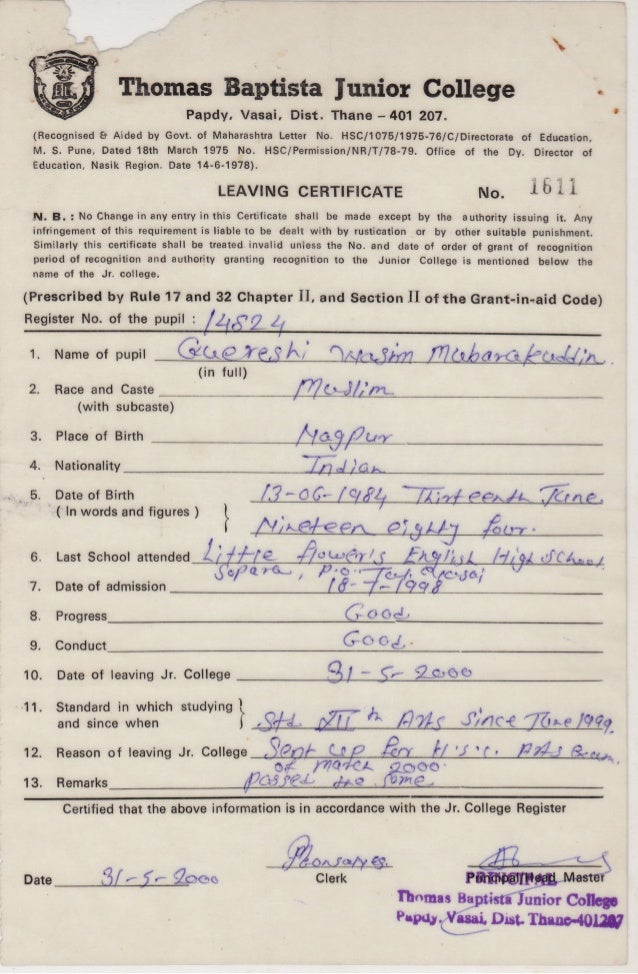 Thomas Baptista Junior College
Papdy, Vasai, Dist. Thane – 401 207.
(Recognised & Aided by Govt. of Maharashtra Letter No. HSC/1075/1975-76/C/Directorate of Education,
M. S. Pune, Dated 18th March 1975 No. HSC/Permission/NR/T/78-79. Office of the Dy. Director of
Education, Nasik Region. Date 14-6-1978).
LEAVING CERTIFICATE No. 1611
N. B. : No Change in any entry in this Certificate shall be made except by the authority issuing it. Any
infringement of this requirement is liable to be dealt with by rustication or by other suitable punishment.
Similarly this certificate shall be treated invalid unless the No. and date of order of grant of recognition
period of recognition and authority granting recognition to the Junior College is mentioned below the
name of the Jr. college.
(Prescribed by Rule 17 and 32 Chapter II, and Section II of the Grant-in-aid Code)
Register No. of the pupil : 14824
1. Name of pupil Quereshi Wasim Mubarakuddin.
(in full)
2. Race and Caste Muslim
(with subcaste)
3. Place of Birth Nagpur
4. Nationality Indian
5. Date of Birth 13-06-1984 Thirteenth June
( In words and figures ) Nineteen eighty four.
6. Last School attended Little flower's English High School
Sopara, P.O. Tal. Vasai
7. Date of admission 18-7-1998
8. Progress Good
9. Conduct Good.
10. Date of leaving Jr. College 31-5-2000
11. Standard in which studying Std XII th Arts Since June 1999.
and since when
12. Reason of leaving Jr. College Sent up for H.S.C. Arts Exam.
of March 2000
13. Remarks passed the same
Certified that the above information is in accordance with the Jr. College Register
Date 31-5-2000 Clerk Principal/Head Master
PRINCIPAL
Thomas Baptista Junior College
Papdy, Vasai, Dist. Thane-401207